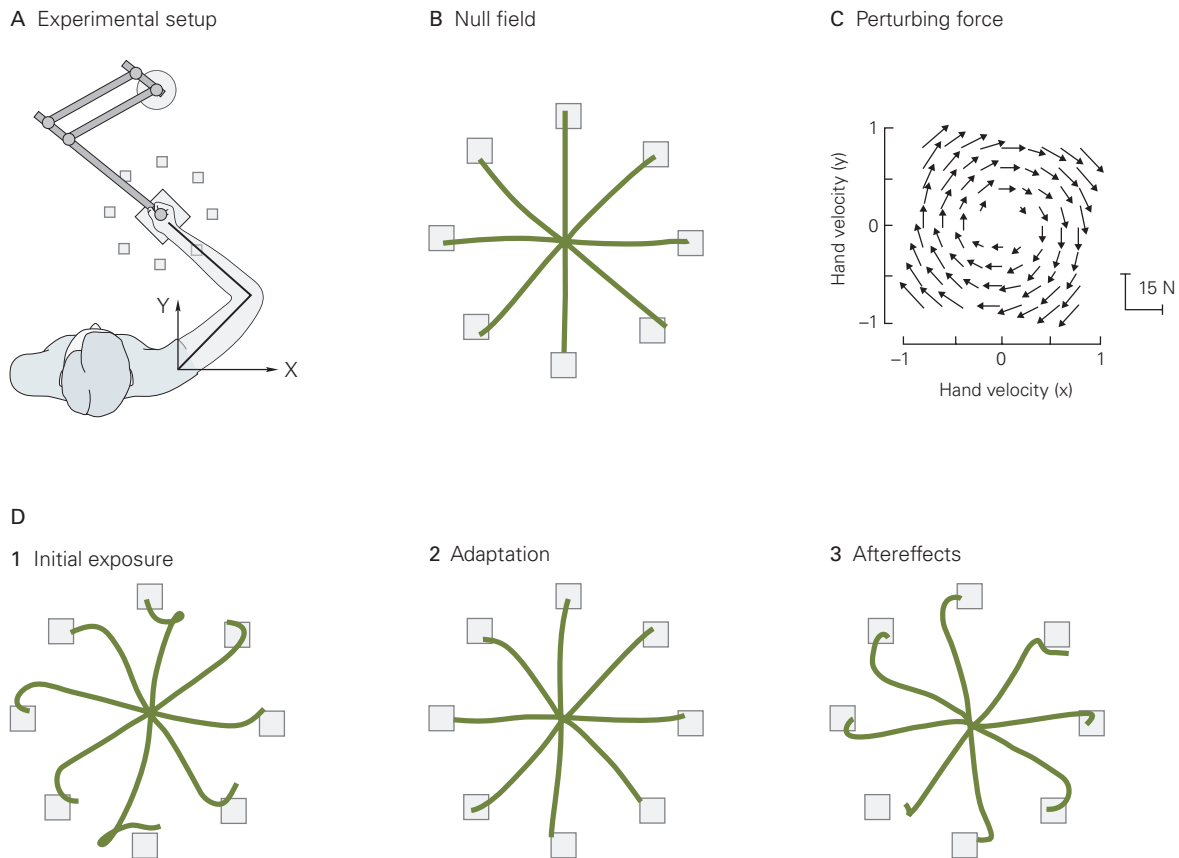 A Experimental setup
B Null field
C Perturbing force
Y
X
Hand velocity (y)
1
0
−1
−1
0
1
Hand velocity (x)
15 N
D
1 Initial exposure
2 Adaptation
3 Aftereffects